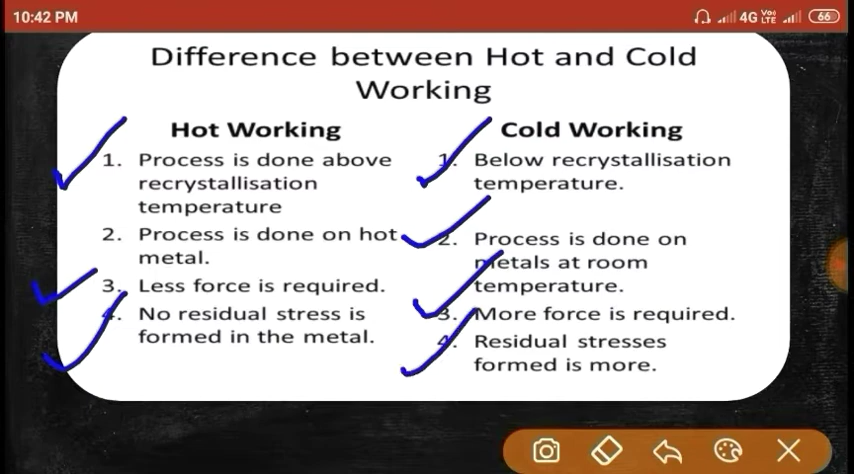 10:42 PM
4G Vo) LTE 66
Difference between Hot and Cold
Working
Hot Working
1. Process is done above
recrystallisation
temperature
2. Process is done on hot
metal.
3. Less force is required.
4. No residual stress is
formed in the metal.
Cold Working
1. Below recrystallisation
temperature.
2. Process is done on
metals at room
temperature.
3. More force is required.
4. Residual stresses
formed is more.